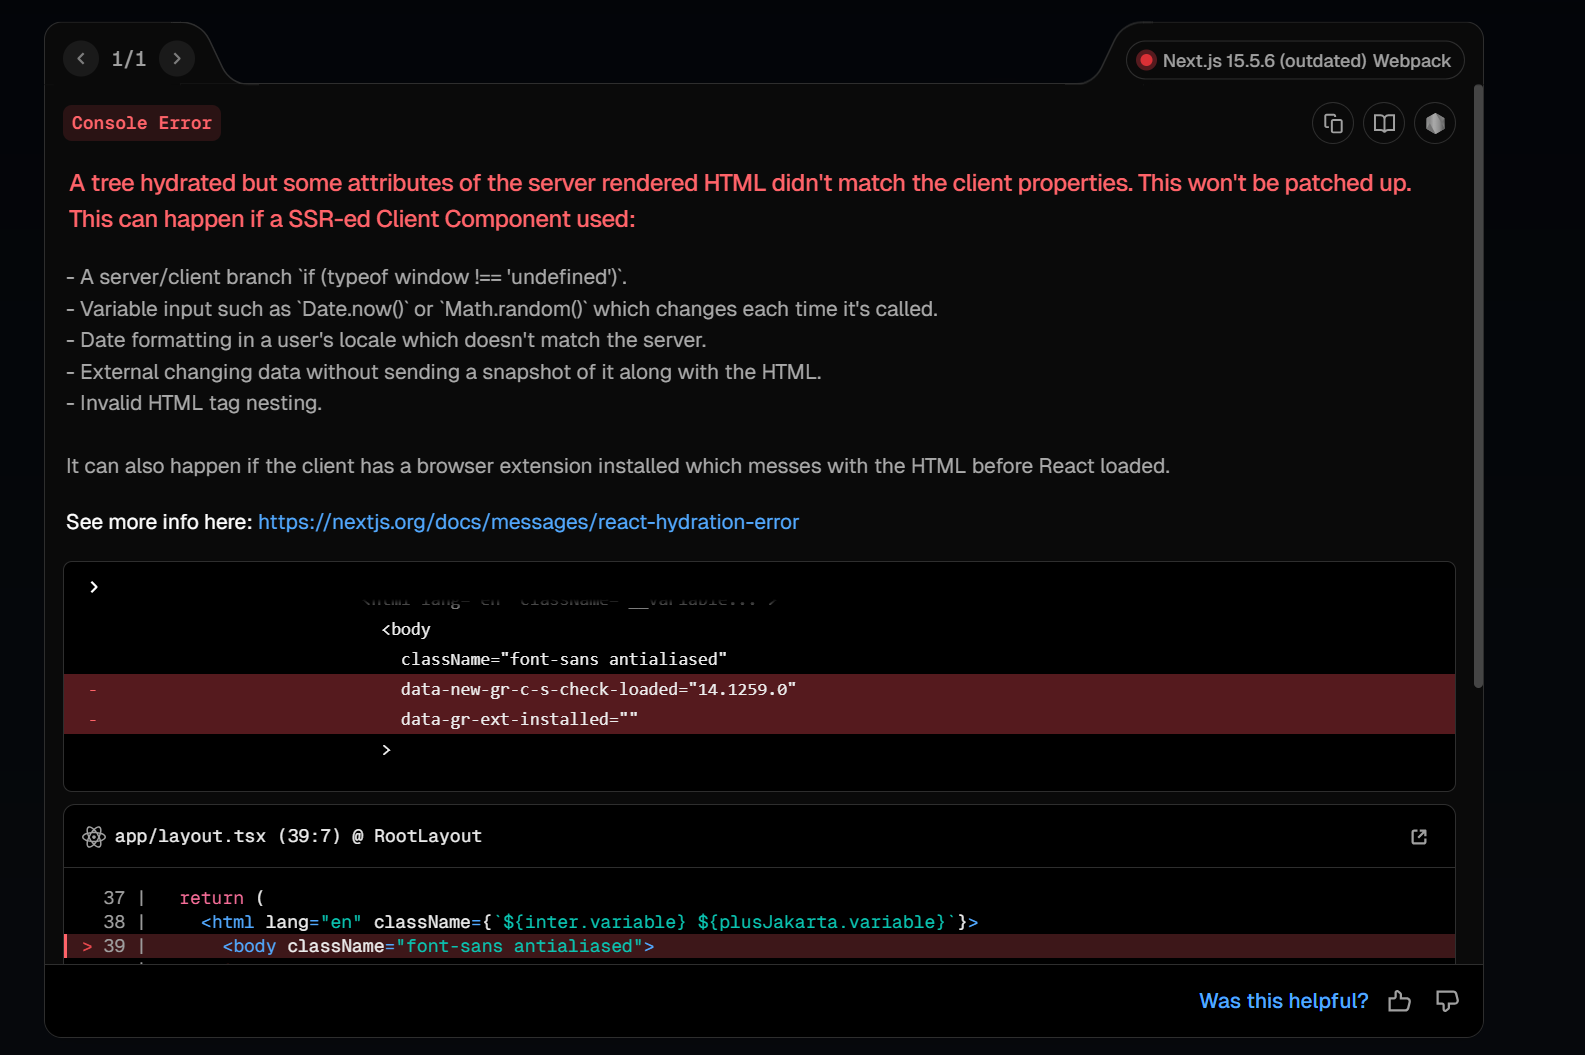 1/1
Next.js 15.5.6 (outdated) Webpack
Console Error
A tree hydrated but some attributes of the server rendered HTML didn't match the client properties. This won't be patched up.
This can happen if a SSR-ed Client Component used:
- A server/client branch `if (typeof window !== 'undefined')`.
- Variable input such as `Date.now()` or `Math.random()` which changes each time it's called.
- Date formatting in a user's locale which doesn't match the server.
- External changing data without sending a snapshot of it along with the HTML.
- Invalid HTML tag nesting.
It can also happen if the client has a browser extension installed which messes with the HTML before React loaded.
See more info here: https://nextjs.org/docs/messages/react-hydration-error
<html lang="en" className="__variable...">
<body
className="font-sans antialiased"
- data-new-gr-c-s-check-loaded="14.1259.0"
- data-gr-ext-installed=""
>
app/layout.tsx (39:7) @ RootLayout
37 | return (
38 | <html lang="en" className={`${inter.variable} ${plusJakarta.variable}`}>
> 39 | <body className="font-sans antialiased">
Was this helpful?